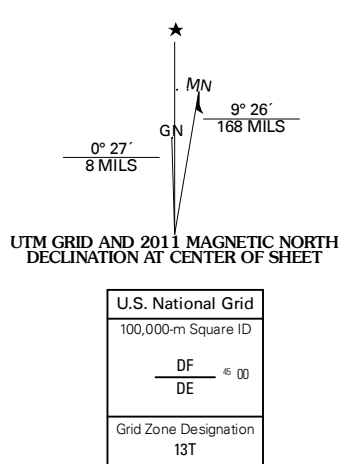 ★
MN
GN
9° 26´
168 MILS
0° 27´
8 MILS
UTM GRID AND 2011 MAGNETIC NORTH
DECLINATION AT CENTER OF SHEET
U.S. National Grid
100,000-m Square ID
DF
DE
45 00
Grid Zone Designation
13T